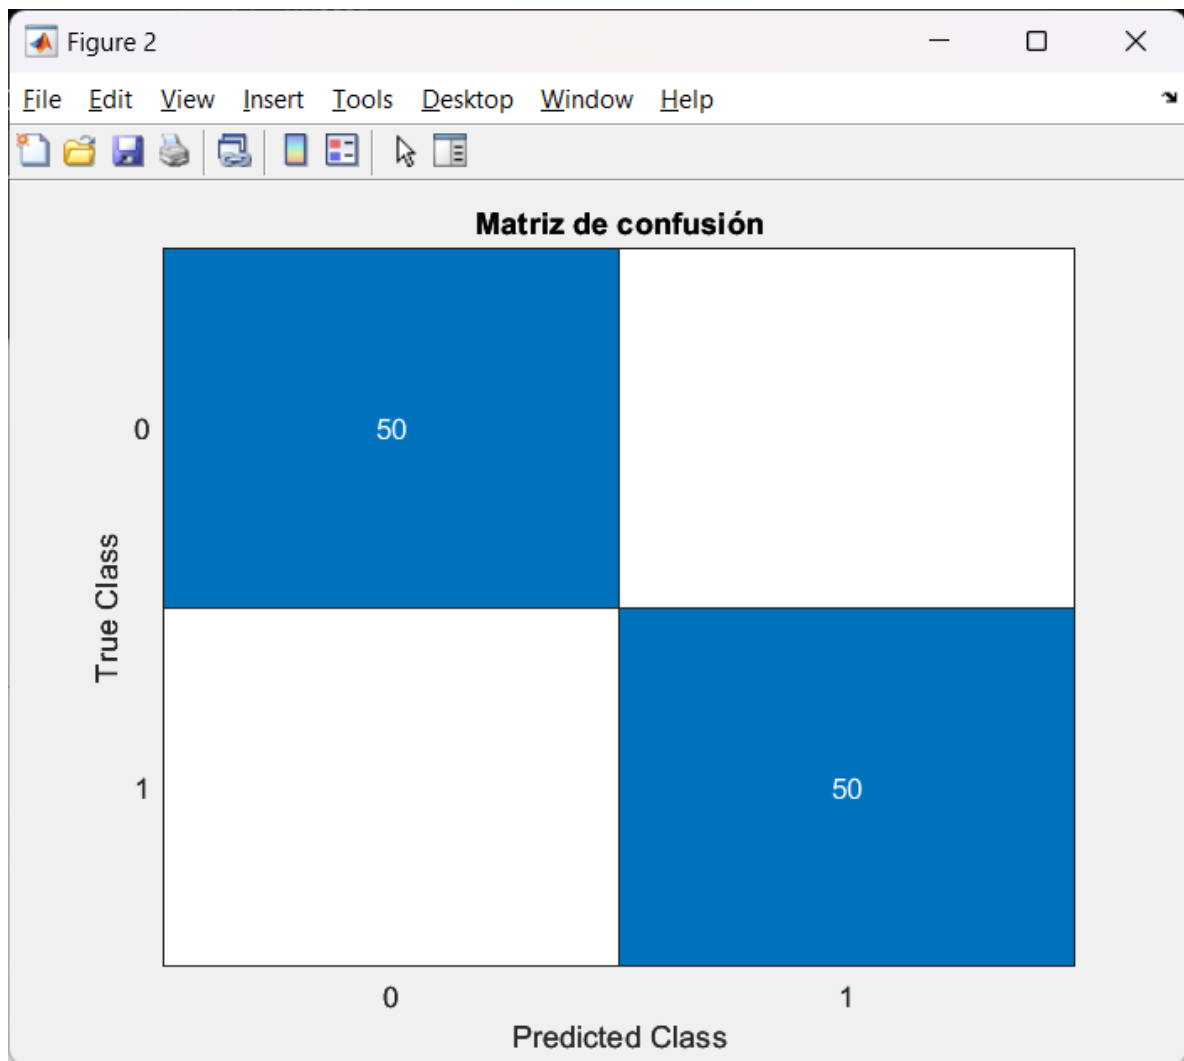 Figure 2
File Edit View Insert Tools Desktop Window Help
Matriz de confusión
True Class
0
50
1
50
0 1
Predicted Class